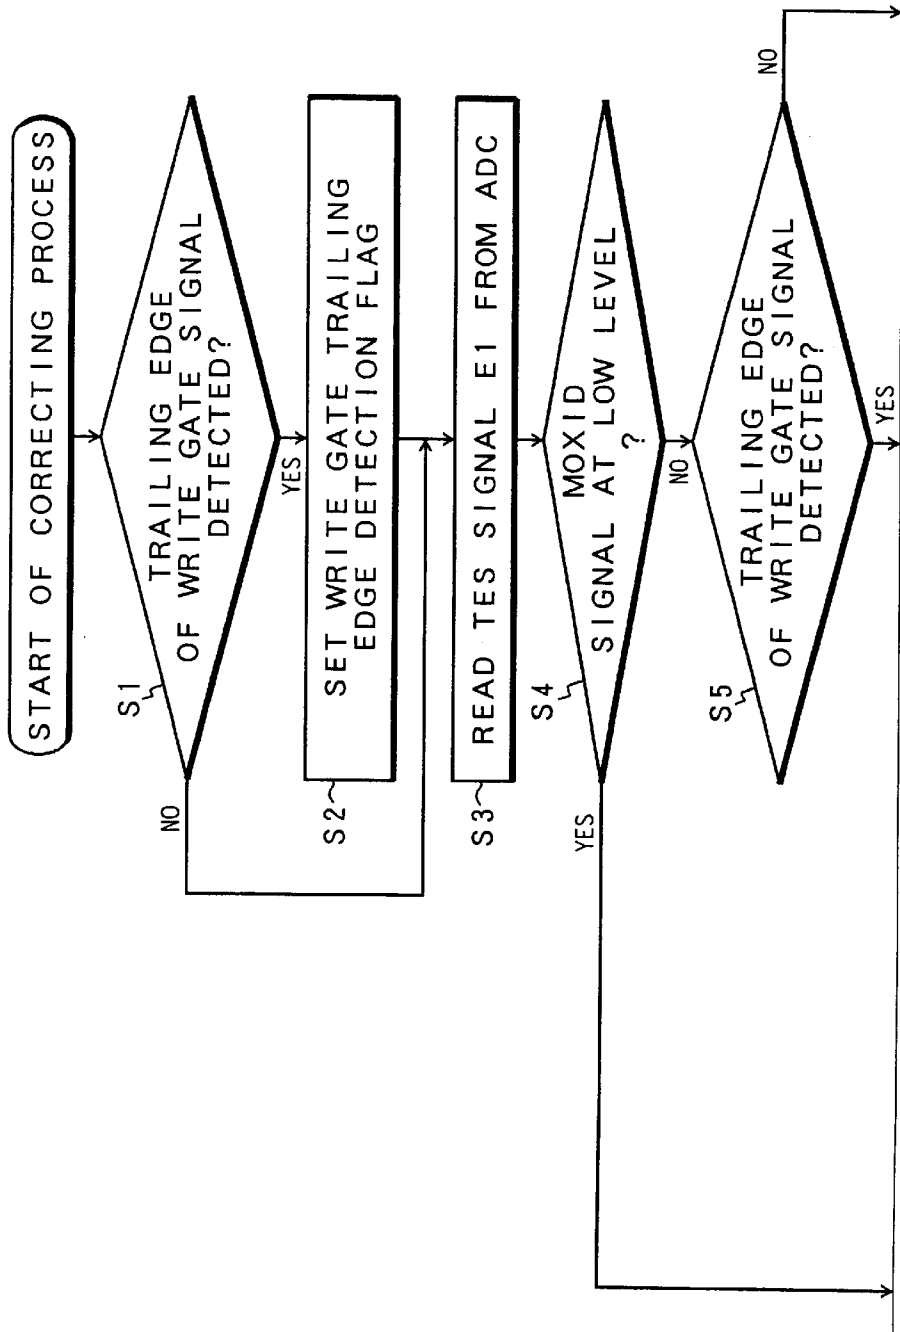 START OF CORRECTING PROCESS
S1
TRAILING EDGE
OF WRITE GATE SIGNAL
DETECTED?
NO
YES
S2
SET WRITE GATE TRAILING
EDGE DETECTION FLAG
S3
READ TES SIGNAL E1 FROM ADC
S4
MOXID
SIGNAL AT LOW LEVEL
?
YES
NO
S5
TRAILING EDGE
OF WRITE GATE SIGNAL
DETECTED?
NO
YES